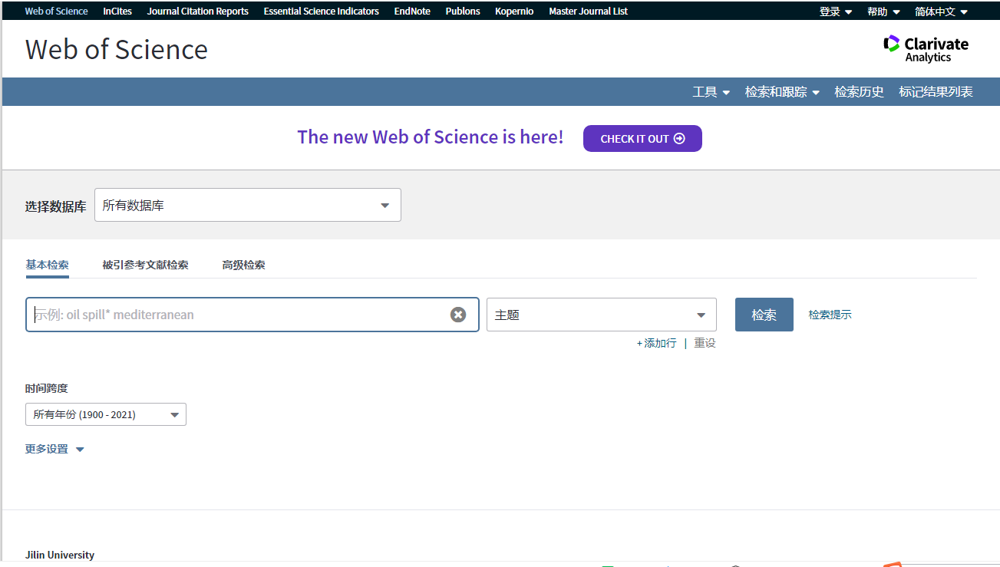 Web of Science InCites Journal Citation Reports Essential Science Indicators EndNote Publons Kopernio Master Journal List 登录 帮助 简体中文
Web of Science
Clarivate
Analytics
工具 检索和跟踪 检索历史 标记结果列表
The new Web of Science is here! CHECK IT OUT
选择数据库 所有数据库
基本检索 被引参考文献检索 高级检索
示例: oil spill* mediterranean 主题 检索 检索提示
+ 添加行 | 重设
时间跨度
所有年份 (1900 - 2021)
更多设置
Jilin University